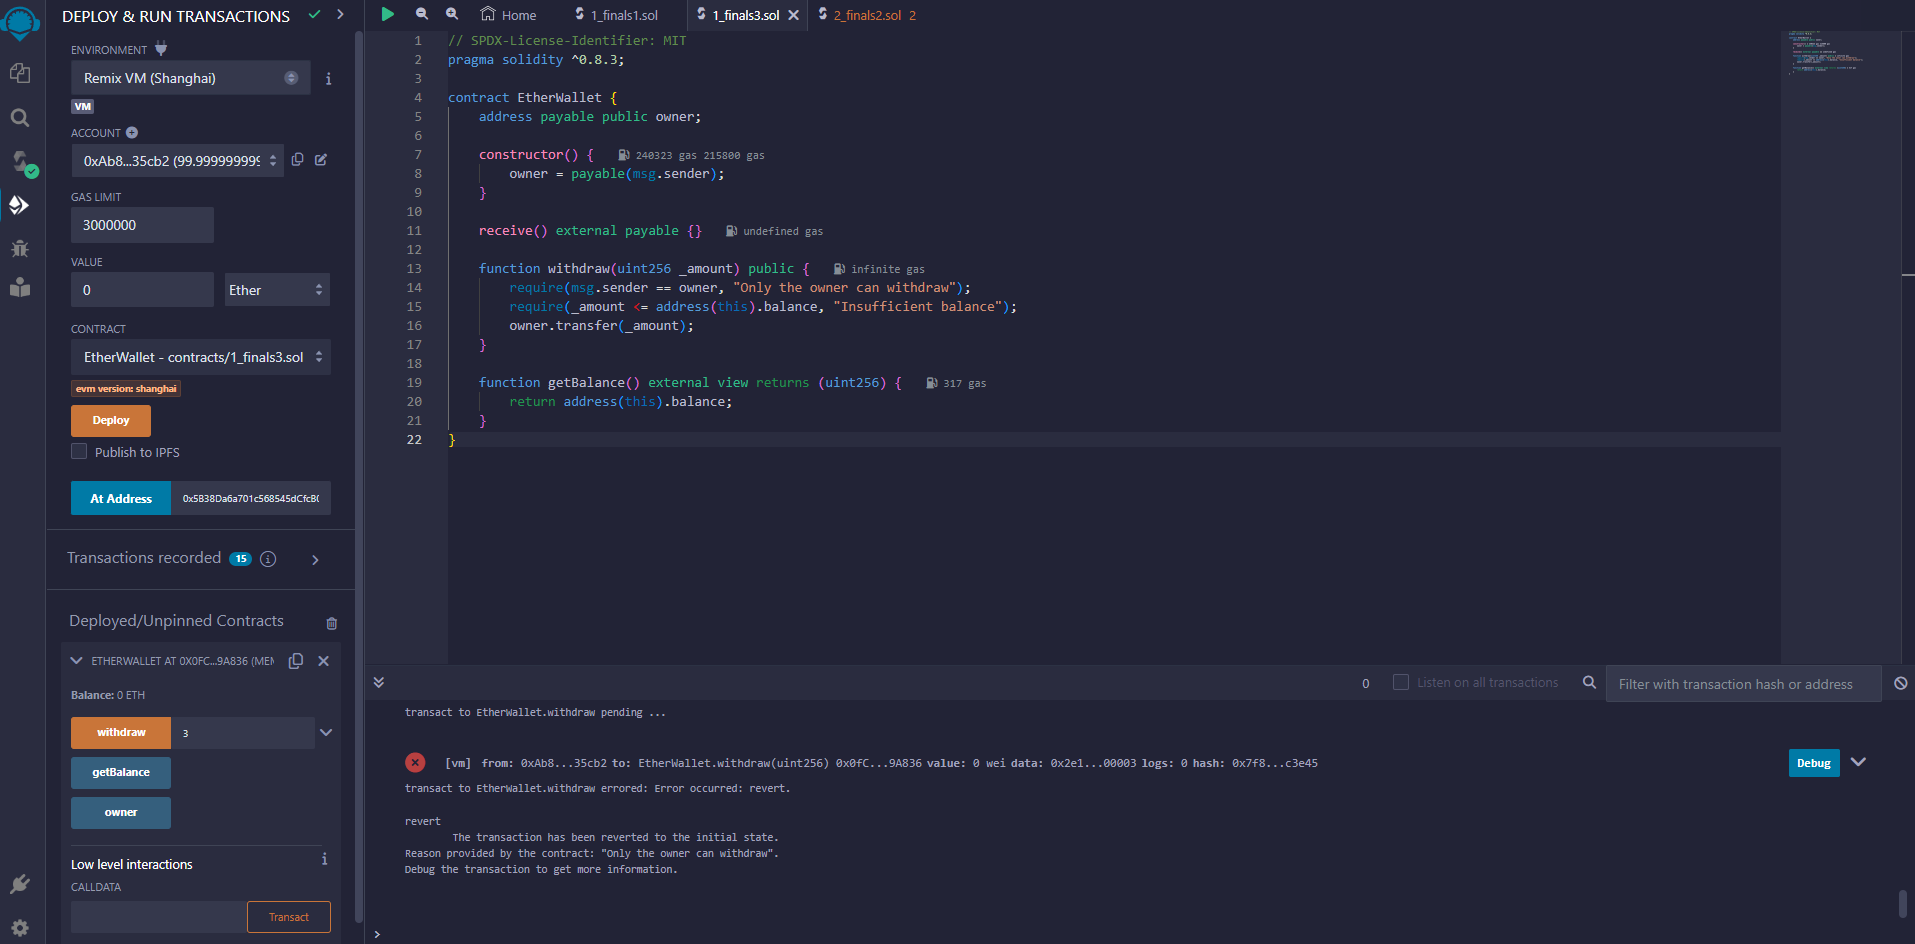 DEPLOY & RUN TRANSACTIONS
ENVIRONMENT
Remix VM (Shanghai)
VM
ACCOUNT
0xAb8...35cb2 (99.9999999999
GAS LIMIT
3000000
VALUE
0 Ether
CONTRACT
EtherWallet - contracts/1_finals3.sol
evm version: shanghai
Deploy
Publish to IPFS
At Address 0x5B38Da6a701c568545dCfcB0
Transactions recorded 15
Deployed/Unpinned Contracts
ETHERWALLET AT 0X0FC...9A836 (MEM
Balance: 0 ETH
withdraw 3
getBalance
owner
Low level interactions
CALLDATA
Transact
Home 1_finals1.sol 1_finals3.sol 2_finals2.sol 2
1 // SPDX-License-Identifier: MIT
2 pragma solidity ^0.8.3;
3
4 contract EtherWallet {
5 address payable public owner;
6
7 constructor() { 240323 gas 215800 gas
8 owner = payable(msg.sender);
9 }
10
11 receive() external payable {} undefined gas
12
13 function withdraw(uint256 _amount) public { infinite gas
14 require(msg.sender == owner, "Only the owner can withdraw");
15 require(_amount <= address(this).balance, "Insufficient balance");
16 owner.transfer(_amount);
17 }
18
19 function getBalance() external view returns (uint256) { 317 gas
20 return address(this).balance;
21 }
22 }
0 Listen on all transactions Filter with transaction hash or address
transact to EtherWallet.withdraw pending ...
[vm] from: 0xAb8...35cb2 to: EtherWallet.withdraw(uint256) 0x0fC...9A836 value: 0 wei data: 0x2e1...00003 logs: 0 hash: 0x7f8...c3e45 Debug
transact to EtherWallet.withdraw errored: Error occurred: revert.
revert
The transaction has been reverted to the initial state.
Reason provided by the contract: "Only the owner can withdraw".
Debug the transaction to get more information.
>